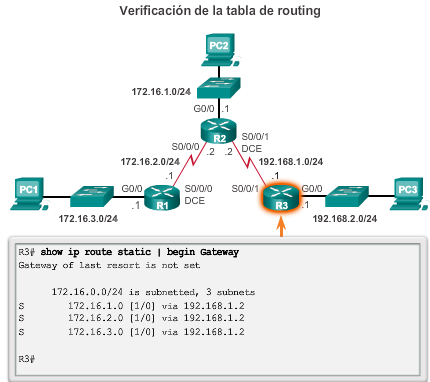 Verificación de la tabla de routing
PC2
172.16.1.0/24
G0/0 .1
R2
S0/0/0 .2 .2 S0/0/1
DCE
172.16.2.0/24 192.168.1.0/24
.1 .1
PC1 G0/0 .1 R1 S0/0/0
DCE
S0/0/1 R3 G0/0 .1 PC3
172.16.3.0/24 192.168.2.0/24
R3# show ip route static | begin Gateway
Gateway of last resort is not set
172.16.0.0/24 is subnetted, 3 subnets
S 172.16.1.0 [1/0] via 192.168.1.2
S 172.16.2.0 [1/0] via 192.168.1.2
S 172.16.3.0 [1/0] via 192.168.1.2
R3#